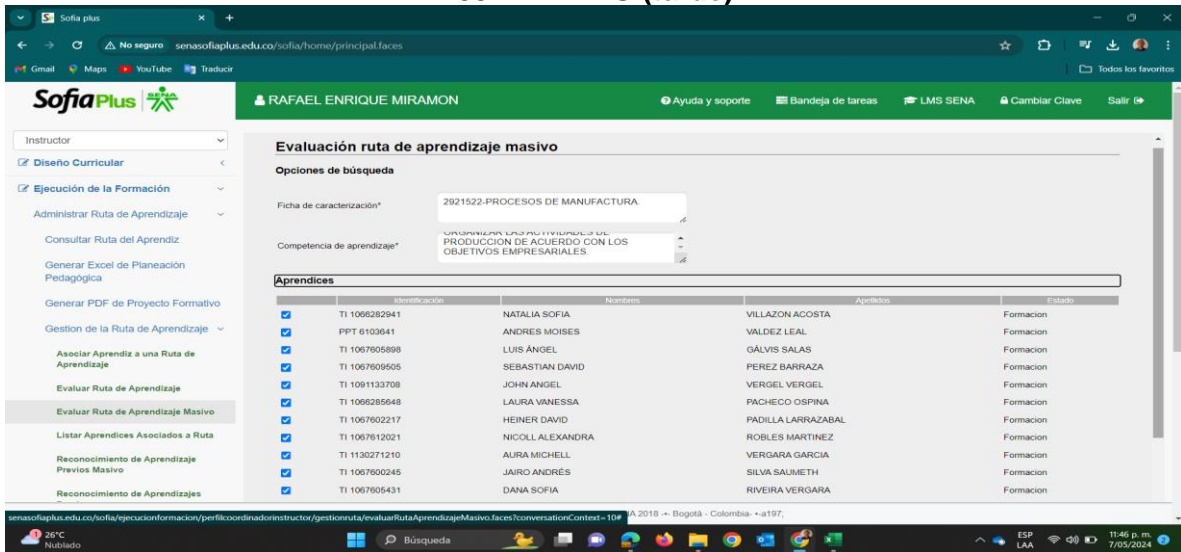 Sofia plus
No seguro senasofiaplus.edu.co/sofia/home/principal.faces
Gmail Maps YouTube Traducir Todos los favoritos
SofiaPlus SENA
RAFAEL ENRIQUE MIRAMON Ayuda y soporte Bandeja de tareas LMS SENA Cambiar Clave Salir
Instructor
Diseño Curricular
Ejecución de la Formación
Administrar Ruta de Aprendizaje
Consultar Ruta del Aprendiz
Generar Excel de Planeación
Pedagógica
Generar PDF de Proyecto Formativo
Gestion de la Ruta de Aprendizaje
Asociar Aprendiz a una Ruta de
Aprendizaje
Evaluar Ruta de Aprendizaje
Evaluar Ruta de Aprendizaje Masivo
Listar Aprendices Asociados a Ruta
Reconocimiento de Aprendizaje
Previos Masivo
Reconocimiento de Aprendizajes
Evaluación ruta de aprendizaje masivo
Opciones de búsqueda
Ficha de caracterización* 2921522-PROCESOS DE MANUFACTURA.
Competencia de aprendizaje* ORGANIZAR LAS ACTIVIDADES DE
PRODUCCION DE ACUERDO CON LOS
OBJETIVOS EMPRESARIALES.
Aprendices
Identificación Nombres Apellidos Estado
TI 1066282941 NATALIA SOFIA VILLAZON ACOSTA Formacion
PPT 6103641 ANDRES MOISES VALDEZ LEAL Formacion
TI 1067605898 LUIS ÁNGEL GÁLVIS SALAS Formacion
TI 1067609505 SEBASTIAN DAVID PEREZ BARRAZA Formacion
TI 1091133708 JOHN ANGEL VERGEL VERGEL Formacion
TI 1066285648 LAURA VANESSA PACHECO OSPINA Formacion
TI 1067602217 HEINER DAVID PADILLA LARRAZABAL Formacion
TI 1067612021 NICOLL ALEXANDRA ROBLES MARTINEZ Formacion
TI 1130271210 AURA MICHELL VERGARA GARCIA Formacion
TI 1067600245 JAIRO ANDRÉS SILVA SAUMETH Formacion
TI 1067605431 DANA SOFIA RIVEIRA VERGARA Formacion
senasofiaplus.edu.co/sofia/ejecucionformacion/perfilcoordinadorinstructor/gestionruta/evaluarRutaAprendizajeMasivo.faces?conversationContext=10# 2018 -+- Bogotá - Colombia- +-a197;
26°C
Nublado
Búsqueda
ESP
LAA
11:46 p. m.
7/05/2024